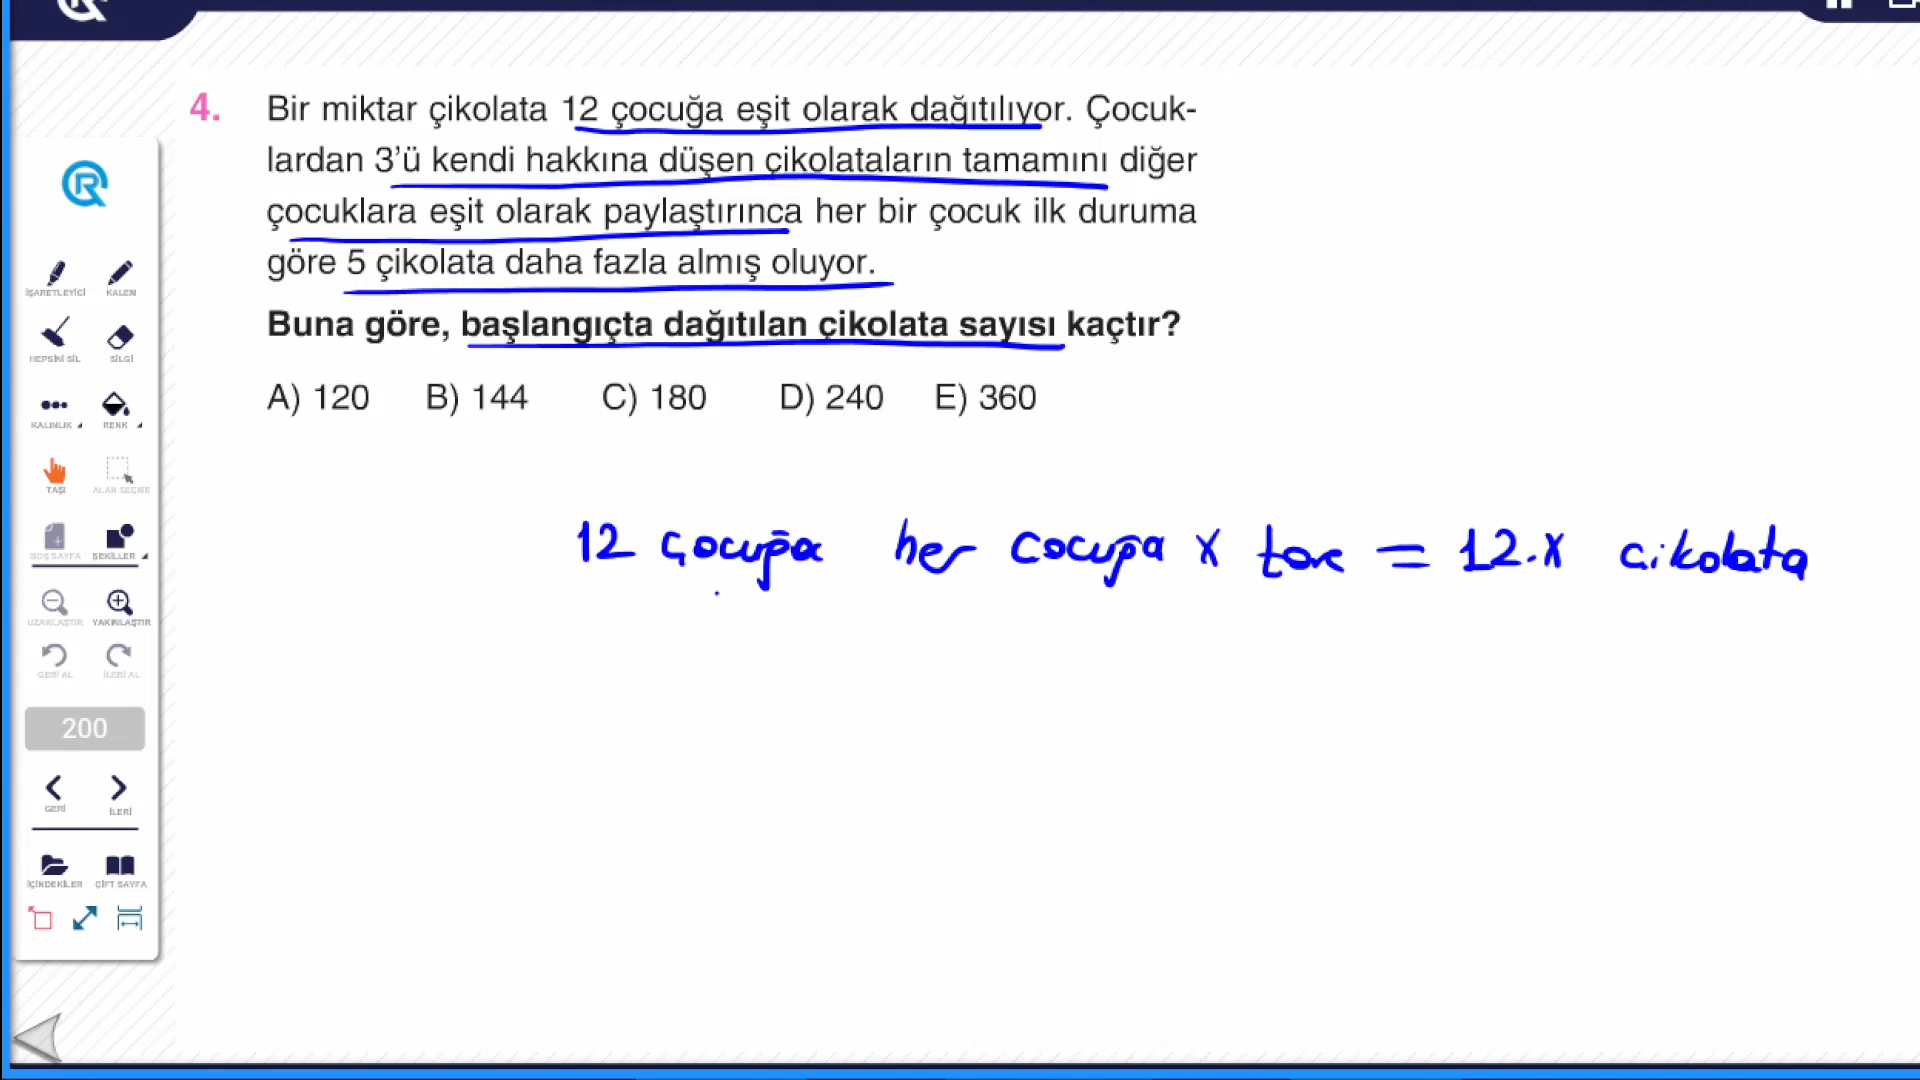 4. Bir miktar çikolata 12 çocuğa eşit olarak dağıtılıyor. Çocuk-
lardan 3'ü kendi hakkına düşen çikolataların tamamını diğer
çocuklara eşit olarak paylaştırınca her bir çocuk ilk duruma
göre 5 çikolata daha fazla almış oluyor.
Buna göre, başlangıçta dağıtılan çikolata sayısı kaçtır?
A) 120 B) 144 C) 180 D) 240 E) 360
12 çocuğa her cocuğa x tane = 12.x cikolata
İŞARETLEYİCİ KALEM
HEPSİNİ SİL SİLGİ
KALINLIK RENK
TAŞI ALAN SEÇME
BOŞ SAYFA ŞEKİLLER
UZAKLAŞTIR YAKINLAŞTIR
GERİ AL İLERİ AL
200
GERİ İLERİ
İÇİNDEKİLER ÇİFT SAYFA